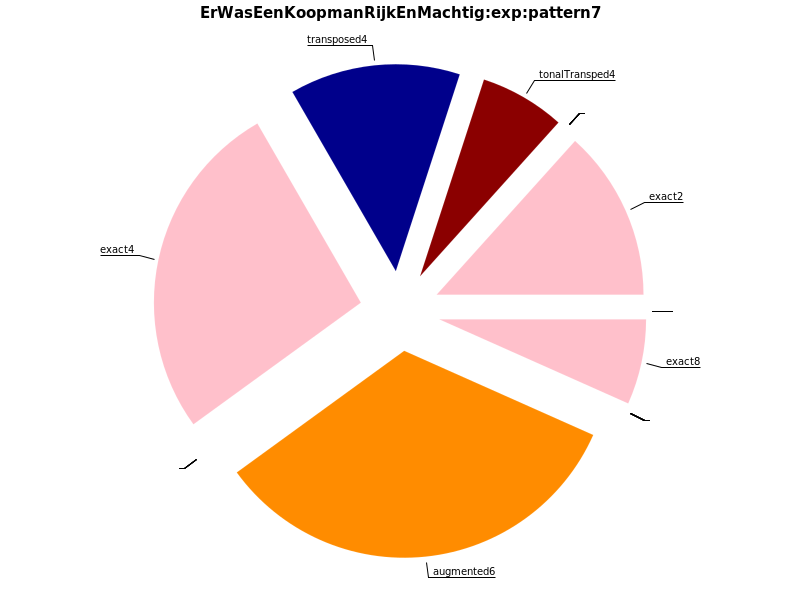 ErWasEenKoopmanRijkEnMachtig:exp:pattern7
transposed4
tonalTransped4
exact2
exact4
exact8
augmented6